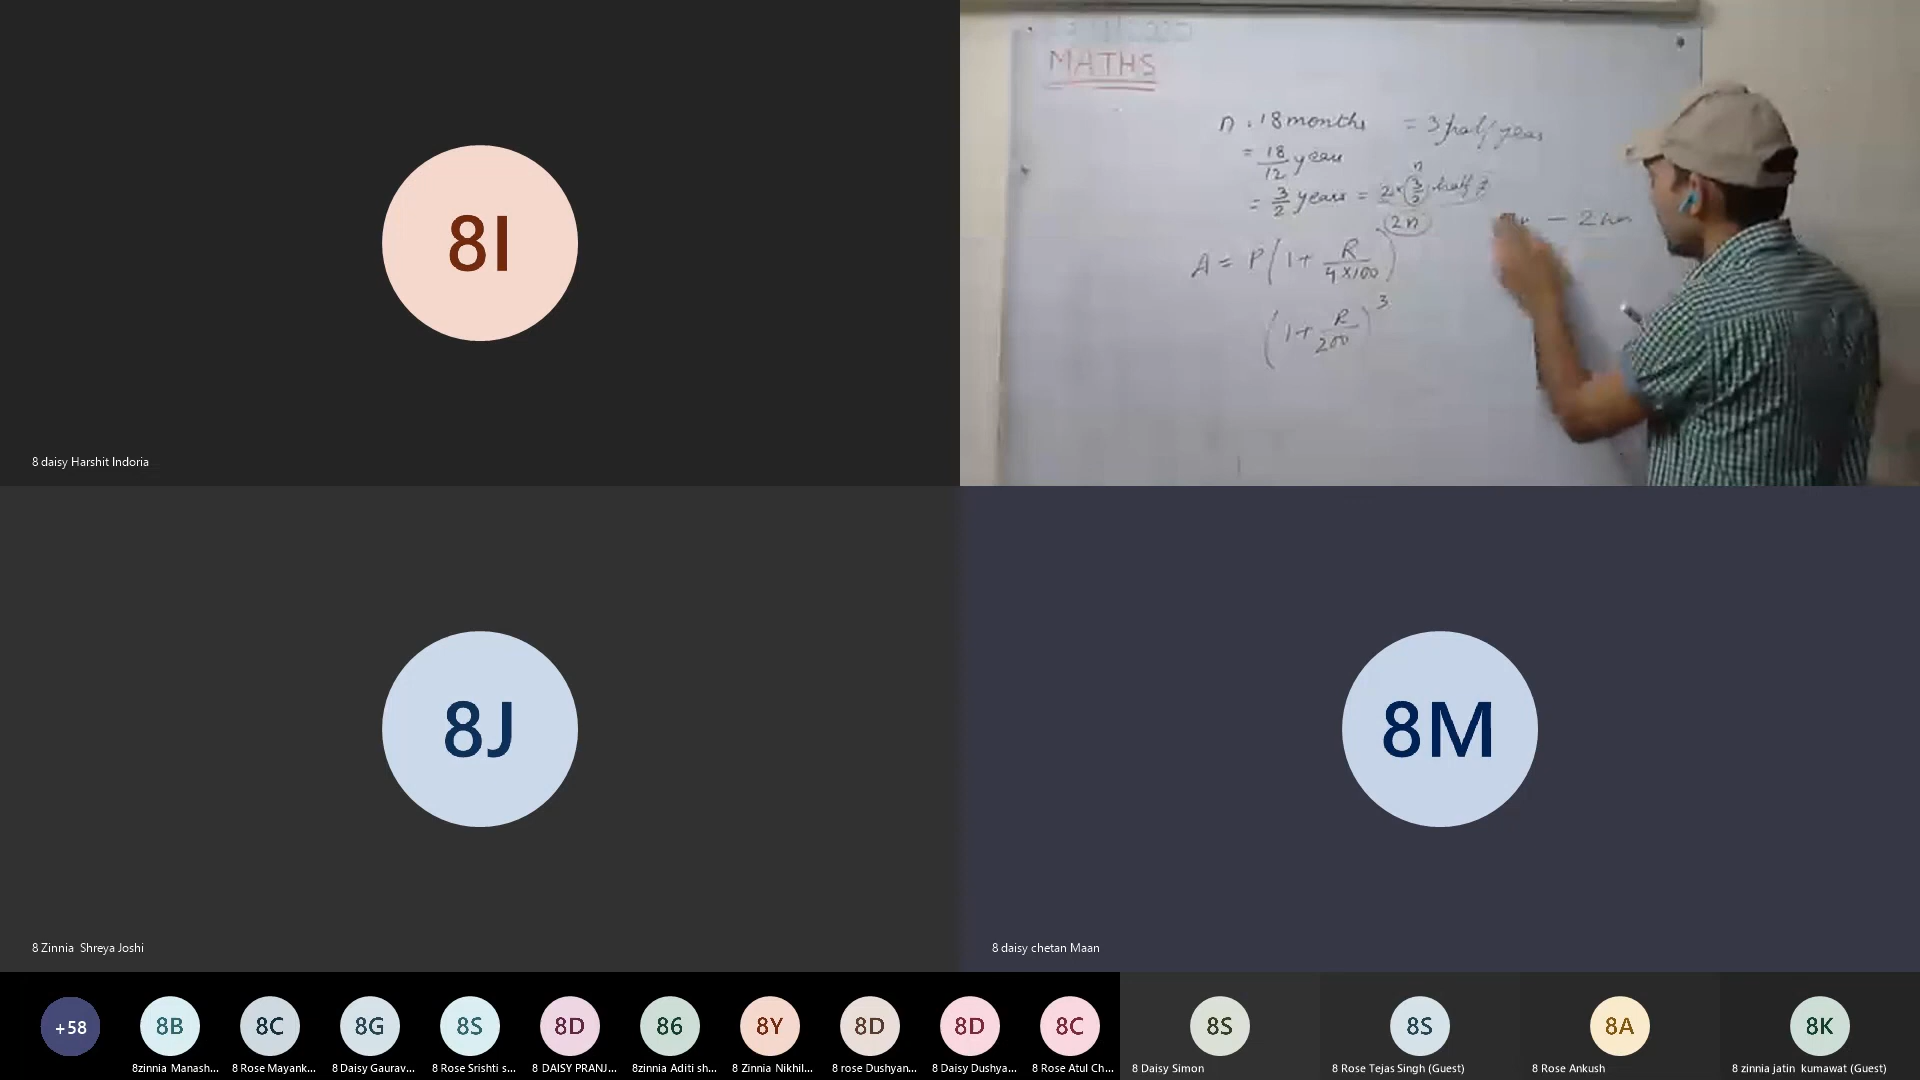 8I
8 daisy Harshit Indoria
MATHS
n = 18 months = 3 half year
= 18/12 years
= 3/2 years = 2 × (3/2) half
n
2n
A = P(1 + R/4×100)
(1 + R/200)^3
8J
8 Zinnia Shreya Joshi
8M
8 daisy chetan Maan
+58
8B
8zinnia Manash...
8C
8 Rose Mayank...
8G
8 Daisy Gaurav...
8S
8 Rose Srishti s...
8D
8 DAISY PRANJ...
86
8zinnia Aditi sh...
8Y
8 Zinnia Nikhil...
8D
8 rose Dushyan...
8D
8 Daisy Dushya...
8C
8 Rose Atul Ch...
8S
8 Daisy Simon
8S
8 Rose Tejas Singh (Guest)
8A
8 Rose Ankush
8K
8 zinnia jatin kumawat (Guest)